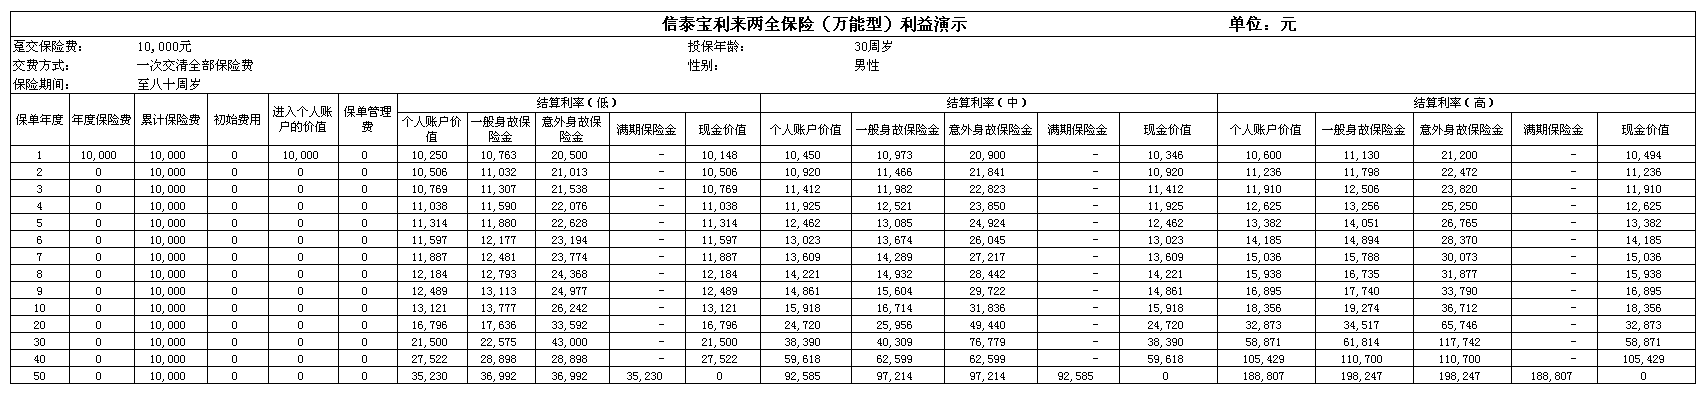 信泰宝利来两全保险（万能型）利益演示 单位：元
趸交保险费： 10,000元 投保年龄： 30周岁
交费方式： 一次交清全部保险费 性别： 男性
保险期间： 至八十周岁
保单年度 年度保险费 累计保险费 初始费用 进入个人账户的价值 保单管理费 结算利率（低） 结算利率（中） 结算利率（高）
个人账户价值 一般身故保险金 意外身故保险金 满期保险金 现金价值 个人账户价值 一般身故保险金 意外身故保险金 满期保险金 现金价值 个人账户价值 一般身故保险金 意外身故保险金 满期保险金 现金价值
1 10,000 10,000 0 10,000 0 10,250 10,763 20,500 - 10,148 10,450 10,973 20,900 - 10,346 10,600 11,130 21,200 - 10,494
2 0 10,000 0 0 0 10,506 11,032 21,013 - 10,506 10,920 11,466 21,841 - 10,920 11,236 11,798 22,472 - 11,236
3 0 10,000 0 0 0 10,769 11,307 21,538 - 10,769 11,412 11,982 22,823 - 11,412 11,910 12,506 23,820 - 11,910
4 0 10,000 0 0 0 11,038 11,590 22,076 - 11,038 11,925 12,521 23,850 - 11,925 12,625 13,256 25,250 - 12,625
5 0 10,000 0 0 0 11,314 11,880 22,628 - 11,314 12,462 13,085 24,924 - 12,462 13,382 14,051 26,765 - 13,382
6 0 10,000 0 0 0 11,597 12,177 23,194 - 11,597 13,023 13,674 26,045 - 13,023 14,185 14,894 28,370 - 14,185
7 0 10,000 0 0 0 11,887 12,481 23,774 - 11,887 13,609 14,289 27,217 - 13,609 15,036 15,788 30,073 - 15,036
8 0 10,000 0 0 0 12,184 12,793 24,368 - 12,184 14,221 14,932 28,442 - 14,221 15,938 16,735 31,877 - 15,938
9 0 10,000 0 0 0 12,489 13,113 24,977 - 12,489 14,861 15,604 29,722 - 14,861 16,895 17,740 33,790 - 16,895
10 0 10,000 0 0 0 13,121 13,777 26,242 - 13,121 15,918 16,714 31,836 - 15,918 18,356 19,274 36,712 - 18,356
20 0 10,000 0 0 0 16,796 17,636 33,592 - 16,796 24,720 25,956 49,440 - 24,720 32,873 34,517 65,746 - 32,873
30 0 10,000 0 0 0 21,500 22,575 43,000 - 21,500 38,390 40,309 76,779 - 38,390 58,871 61,814 117,742 - 58,871
40 0 10,000 0 0 0 27,522 28,898 28,898 - 27,522 59,618 62,599 62,599 - 59,618 105,429 110,700 110,700 - 105,429
50 0 10,000 0 0 0 35,230 36,992 36,992 35,230 0 92,585 97,214 97,214 92,585 0 188,807 198,247 198,247 188,807 0